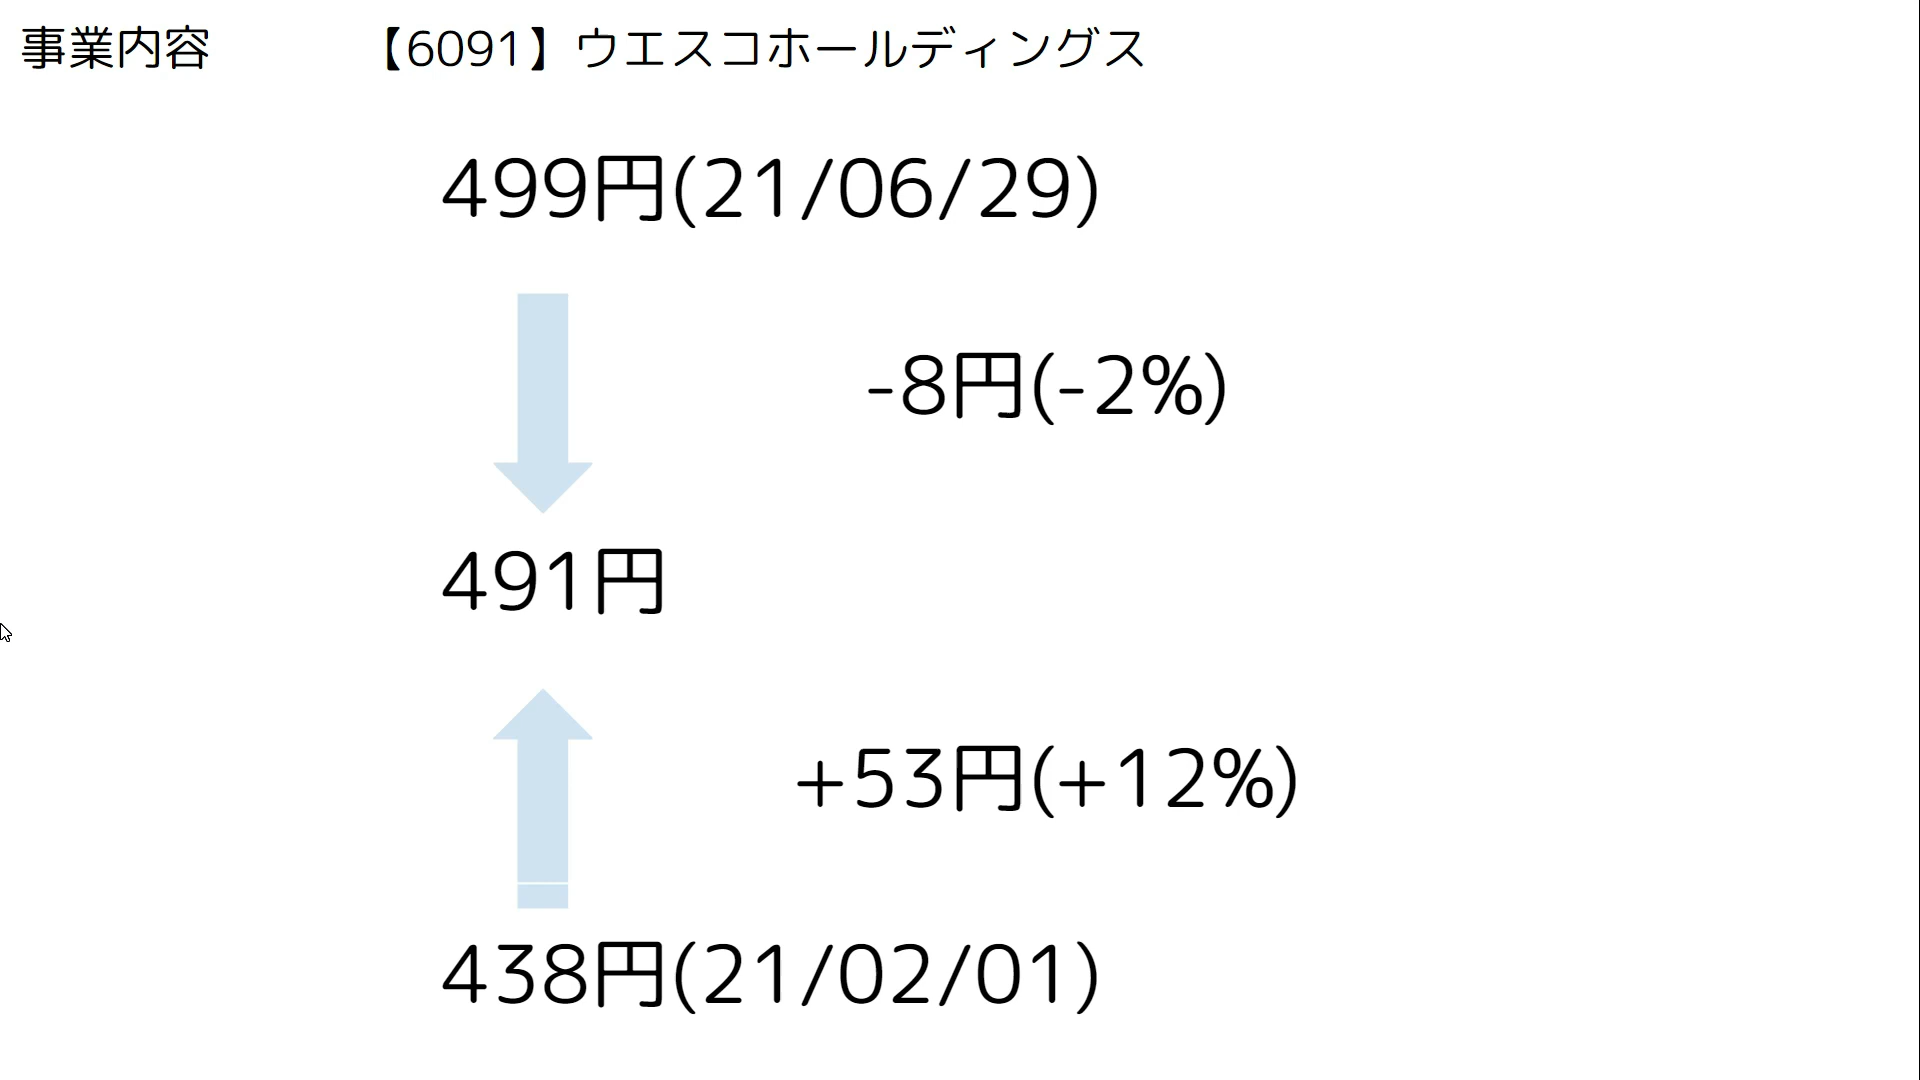 事業内容 【6091】ウエスコホールディングス
499円(21/06/29)
-8円(-2%)
491円
+53円(+12%)
438円(21/02/01)